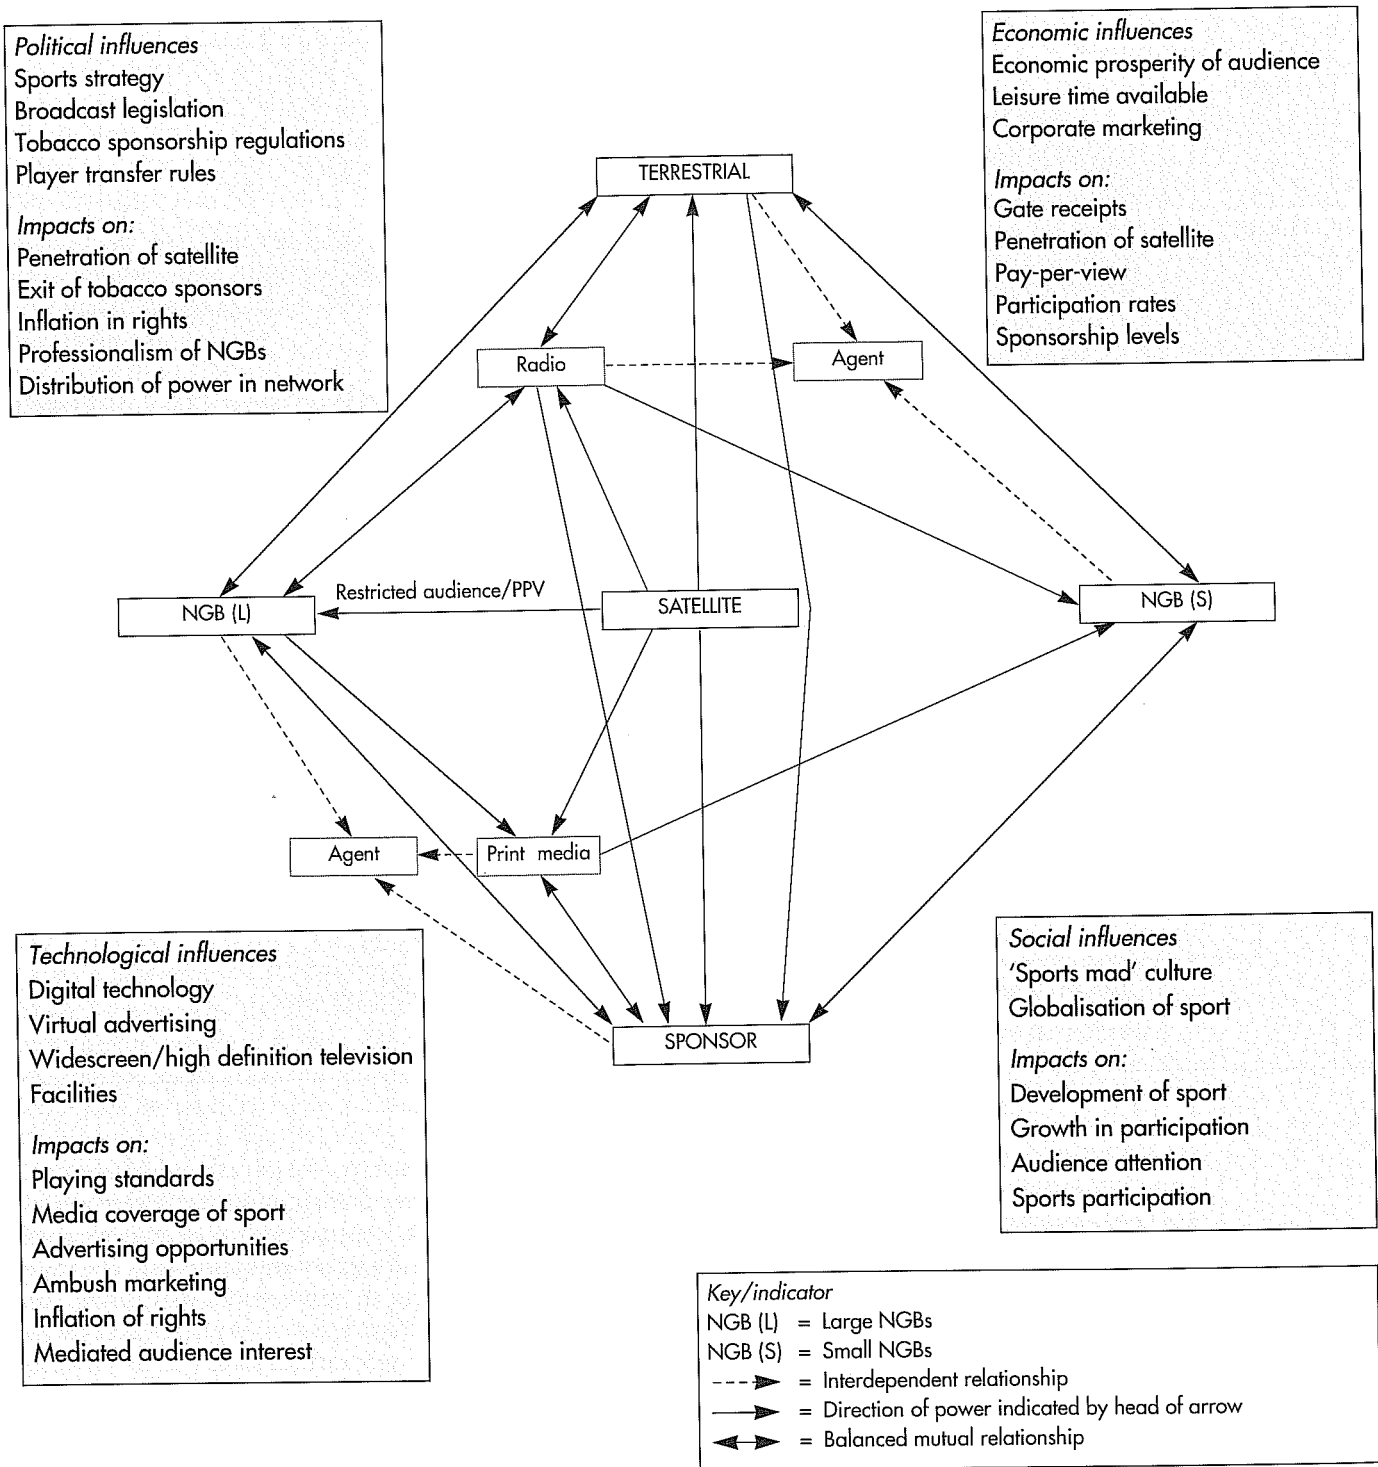 Political influences
Sports strategy
Broadcast legislation
Tobacco sponsorship regulations
Player transfer rules
Impacts on:
Penetration of satellite
Exit of tobacco sponsors
Inflation in rights
Professionalism of NGBs
Distribution of power in network
Economic influences
Economic prosperity of audience
Leisure time available
Corporate marketing
Impacts on:
Gate receipts
Penetration of satellite
Pay-per-view
Participation rates
Sponsorship levels
TERRESTRIAL
Radio
Agent
NGB (L)
Restricted audience/PPV
SATELLITE
NGB (S)
Agent
Print media
SPONSOR
Technological influences
Digital technology
Virtual advertising
Widescreen/high definition television
Facilities
Impacts on:
Playing standards
Media coverage of sport
Advertising opportunities
Ambush marketing
Inflation of rights
Mediated audience interest
Social influences
'Sports mad' culture
Globalisation of sport
Impacts on:
Development of sport
Growth in participation
Audience attention
Sports participation
Key/indicator
NGB (L) = Large NGBs
NGB (S) = Small NGBs
= Interdependent relationship
= Direction of power indicated by head of arrow
= Balanced mutual relationship